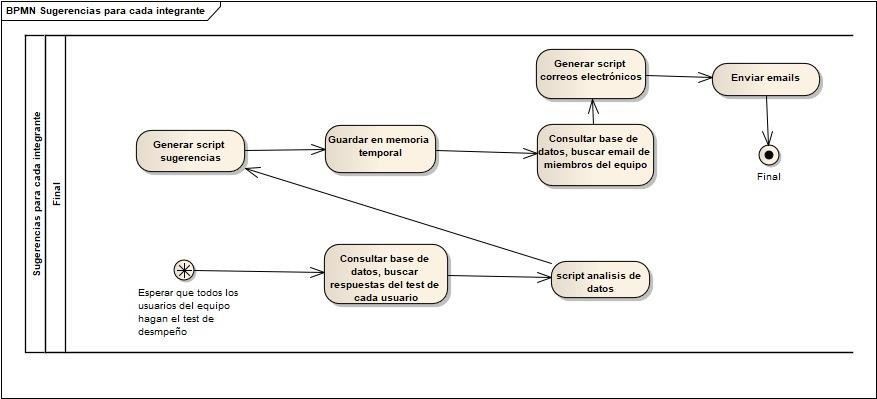 BPMN Sugerencias para cada integrante
Sugerencias para cada integrante
Final
Generar script
correos electrónicos
Enviar emails
Generar script
sugerencias
Guardar en memoria
temporal
Consultar base de
datos, buscar email de
miembros del equipo
Final
Esperar que todos los
usuarios del equipo
hagan el test de
desmpeño
Consultar base de
datos, buscar
respuestas del test de
cada usuario
script analisis de
datos